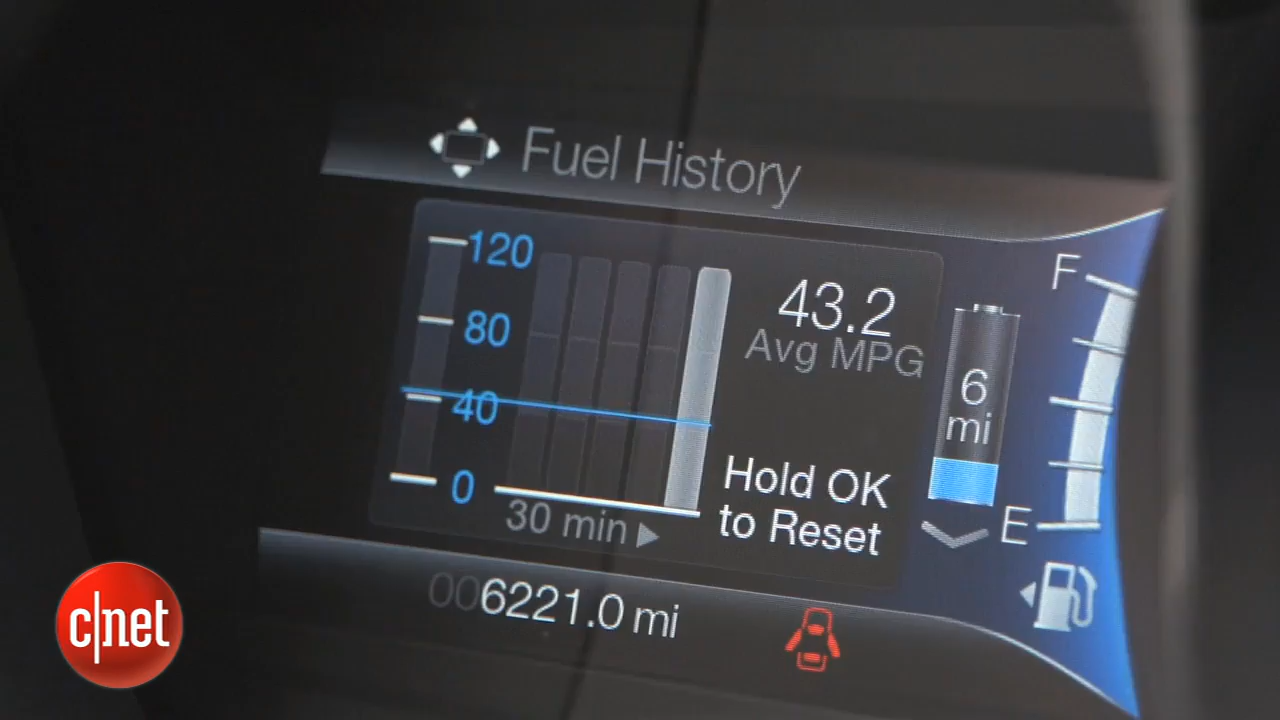 Fuel History
120
80
40
0
30 min
43.2
Avg MPG
Hold OK
to Reset
6
mi
F
E
006221.0 mi
c|net